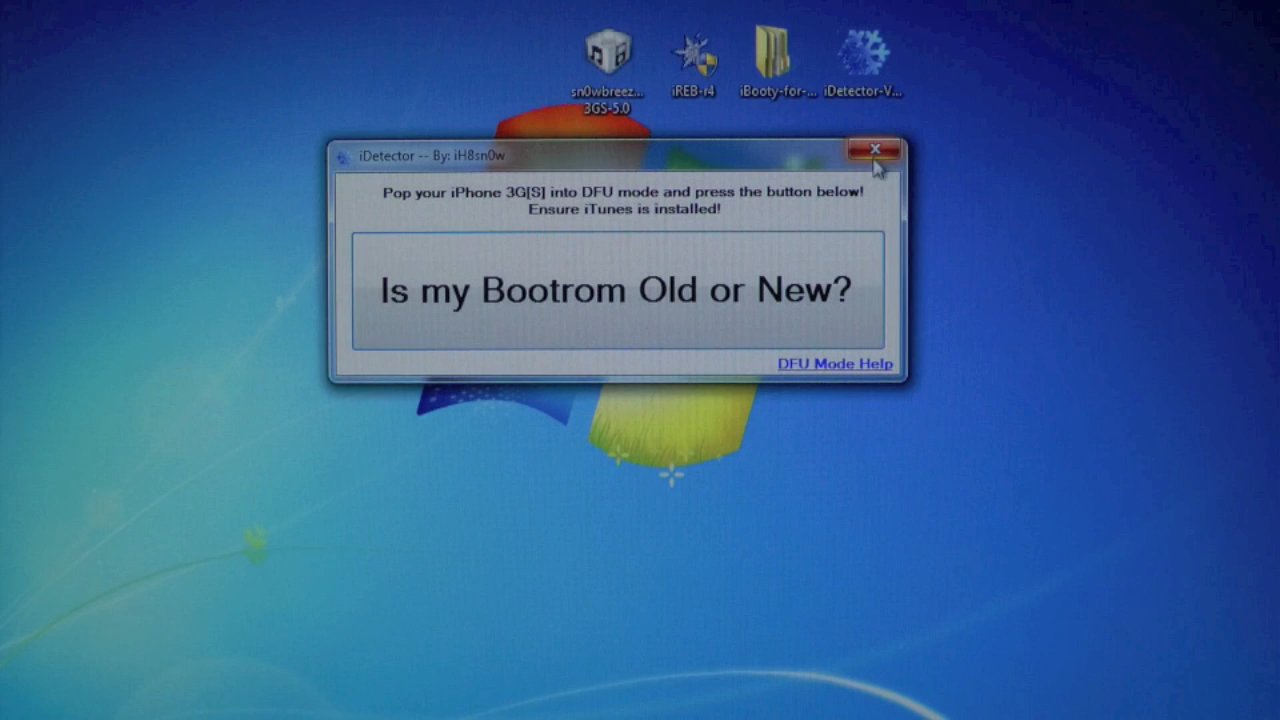 sn0wbreez...
3GS-5.0
iREB-r4
iBooty-for-...
iDetector-V...
iDetector -- By: iH8sn0w
Pop your iPhone 3G[S] into DFU mode and press the button below!
Ensure iTunes is installed!
Is my Bootrom Old or New?
DFU Mode Help